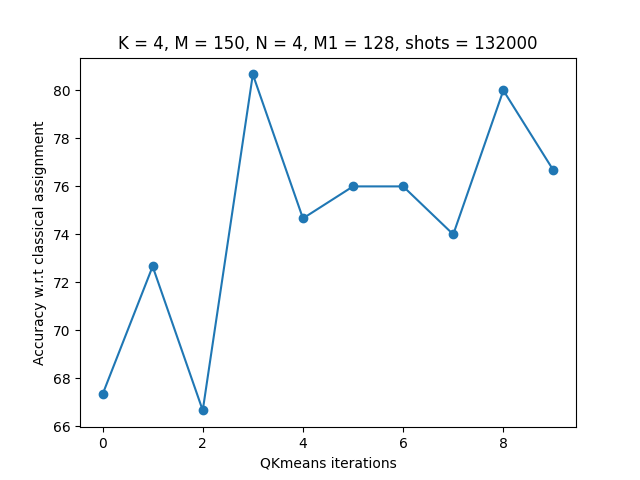 K = 4, M = 150, N = 4, M1 = 128, shots = 132000
80
78
76
74
72
70
68
66
Accuracy w.r.t classical assignment
0 2 4 6 8
QKmeans iterations